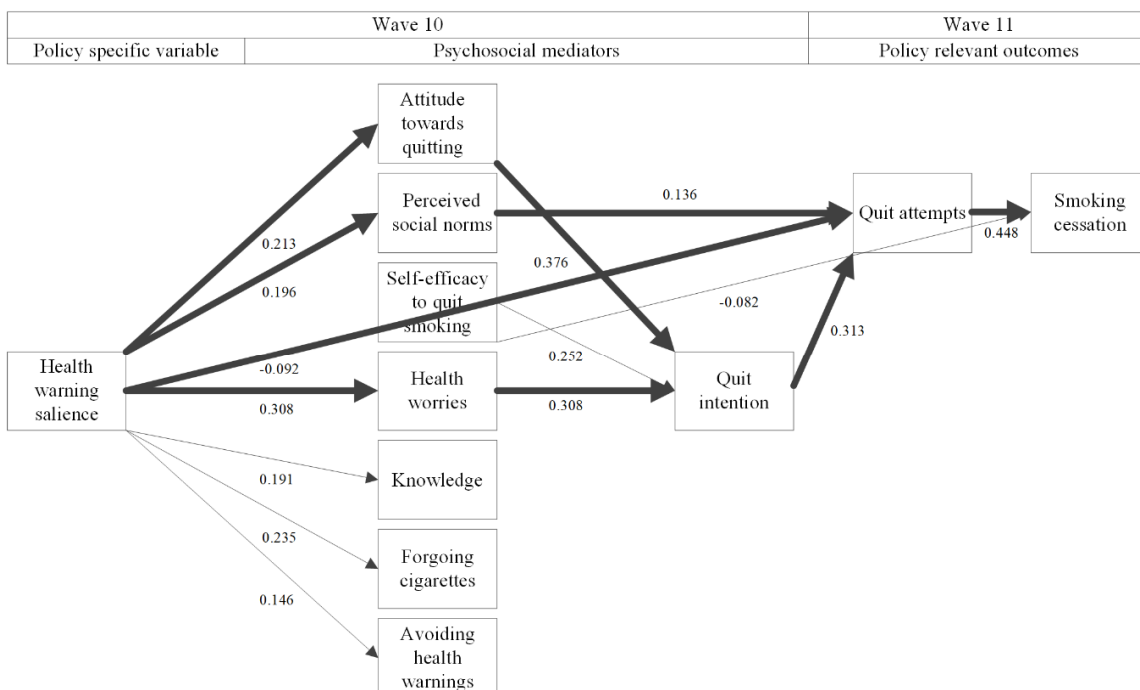 Wave 10
Wave 11
Policy specific variable
Psychosocial mediators
Policy relevant outcomes
Attitude
towards
quitting
Perceived
social norms
Self-efficacy
to quit
smoking
Health
warning
salience
Health
worries
Quit
intention
Quit attempts
Smoking
cessation
Knowledge
Forgoing
cigarettes
Avoiding
health
warnings
0.213
0.196
0.136
0.376
0.448
-0.082
0.313
0.252
-0.092
0.308
0.308
0.191
0.235
0.146